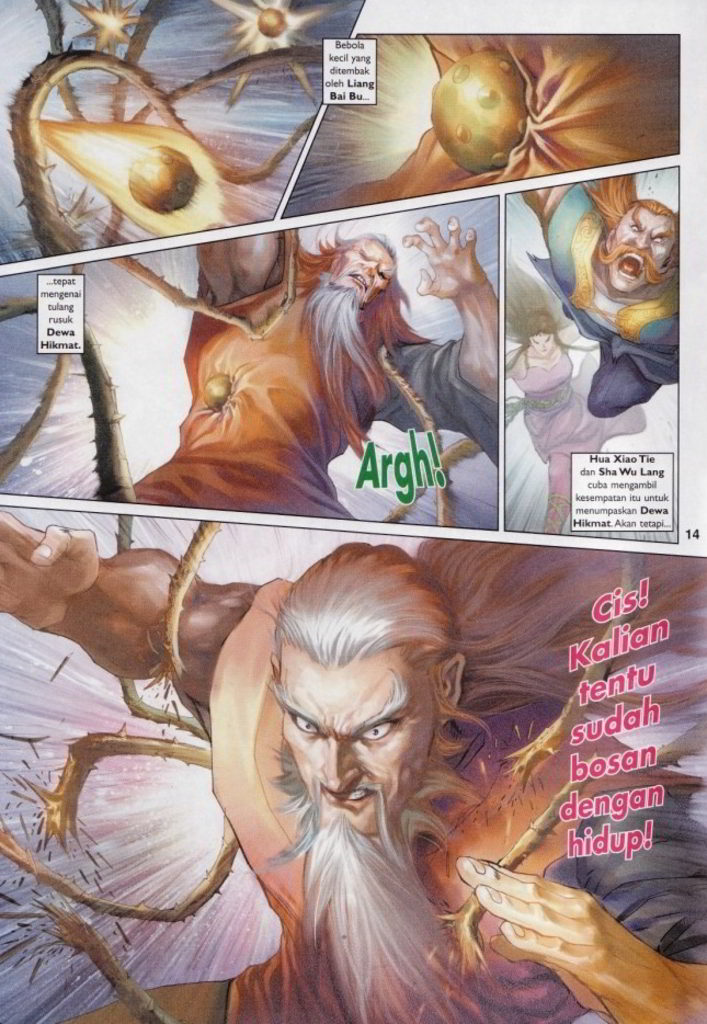 Bebola
kecil yang
ditembak
oleh Liang
Bai Bu...
...tepat
mengenai
tulang
rusuk
Dewa
Hikmat.
Argh!
Hua Xiao Tie
dan Sha Wu Lang
cuba mengambil
kesempatan itu untuk
menumpaskan Dewa
Hikmat. Akan tetapi...
14
Cis!
Kalian
tentu
sudah
bosan
dengan
hidup!